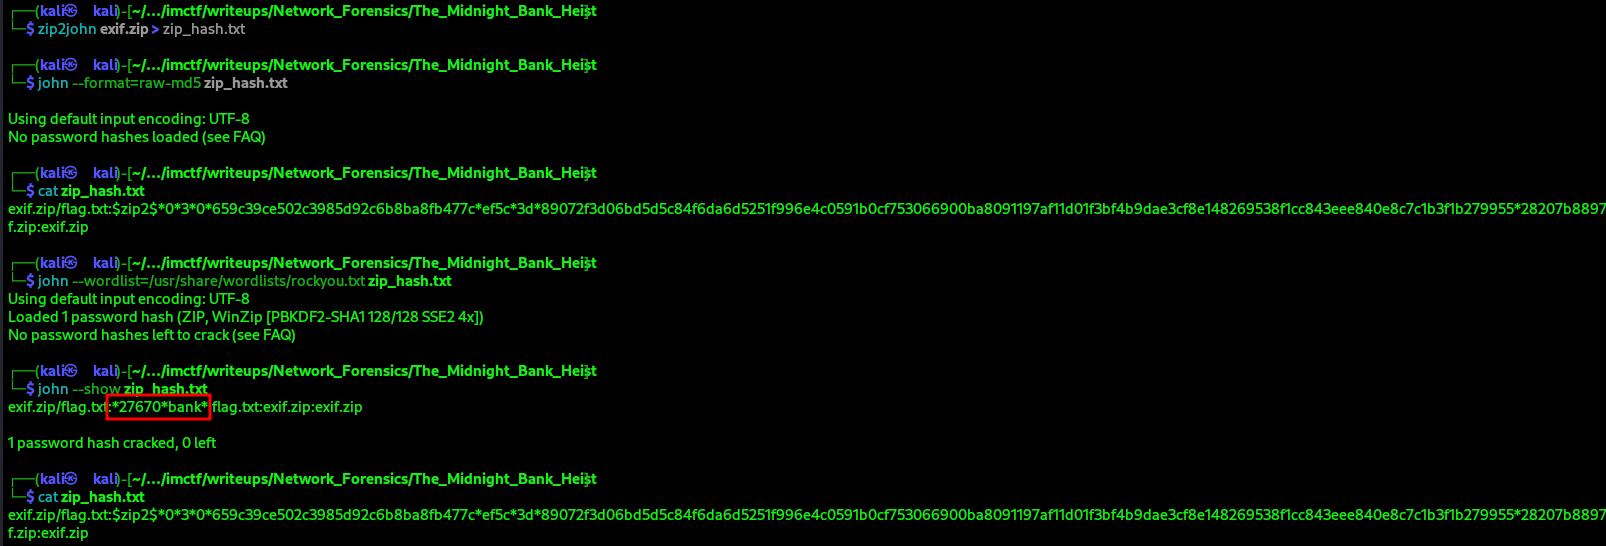 ┌──(kali㉿ kali)-[~/…/imctf/writeups/Network_Forensics/The_Midnight_Bank_Heist]
└─$ zip2john exif.zip > zip_hash.txt
┌──(kali㉿ kali)-[~/…/imctf/writeups/Network_Forensics/The_Midnight_Bank_Heist]
└─$ john --format=raw-md5 zip_hash.txt
Using default input encoding: UTF-8
No password hashes loaded (see FAQ)
┌──(kali㉿ kali)-[~/…/imctf/writeups/Network_Forensics/The_Midnight_Bank_Heist]
└─$ cat zip_hash.txt
exif.zip/flag.txt:$zip2$*0*3*0*659c39ce502c3985d92c6b8ba8fb477c*ef5c*3d*89072f3d06bd5d5c84f6da6d5251f996e4c0591b0cf753066900ba8091197af11d01f3bf4b9dae3cf8e148269538f1cc843eee840e8c7c1b3f1b279955*28207b8897
f.zip:exif.zip
┌──(kali㉿ kali)-[~/…/imctf/writeups/Network_Forensics/The_Midnight_Bank_Heist]
└─$ john --wordlist=/usr/share/wordlists/rockyou.txt zip_hash.txt
Using default input encoding: UTF-8
Loaded 1 password hash (ZIP, WinZip [PBKDF2-SHA1 128/128 SSE2 4x])
No password hashes left to crack (see FAQ)
┌──(kali㉿ kali)-[~/…/imctf/writeups/Network_Forensics/The_Midnight_Bank_Heist]
└─$ john --show zip_hash.txt
exif.zip/flag.txt:*27670*bank*:flag.txt:exif.zip:exif.zip
1 password hash cracked, 0 left
┌──(kali㉿ kali)-[~/…/imctf/writeups/Network_Forensics/The_Midnight_Bank_Heist]
└─$ cat zip_hash.txt
exif.zip/flag.txt:$zip2$*0*3*0*659c39ce502c3985d92c6b8ba8fb477c*ef5c*3d*89072f3d06bd5d5c84f6da6d5251f996e4c0591b0cf753066900ba8091197af11d01f3bf4b9dae3cf8e148269538f1cc843eee840e8c7c1b3f1b279955*28207b8897
f.zip:exif.zip